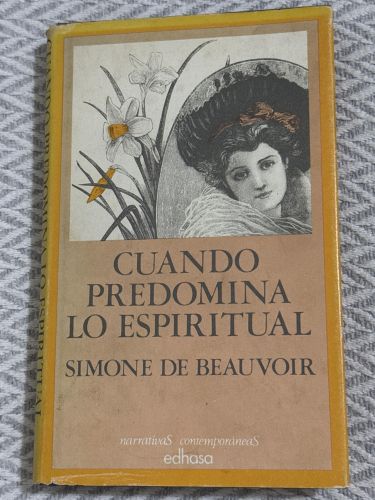 CUANDO
PREDOMINA
LO ESPIRITUAL
SIMONE DE BEAUVOIR
narrativaS contemporáneaS
edhasa